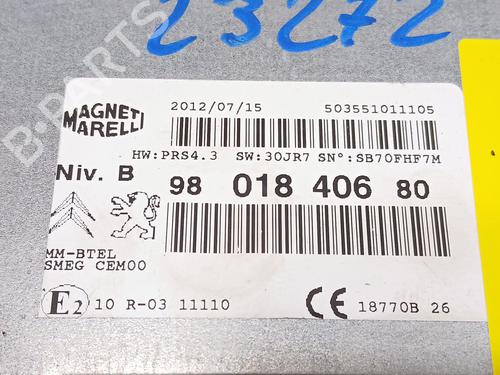 23272
B-PARTS
MAGNETI MARELLI
2012/07/15 503551011105
HW:PRS4.3 SW:30JR7 SN°:SB70FHF7M
Niv. B 98 018 406 80
MM-BTEL
SMEG CEM00
E2 10 R-03 11110 CE 18770B 26